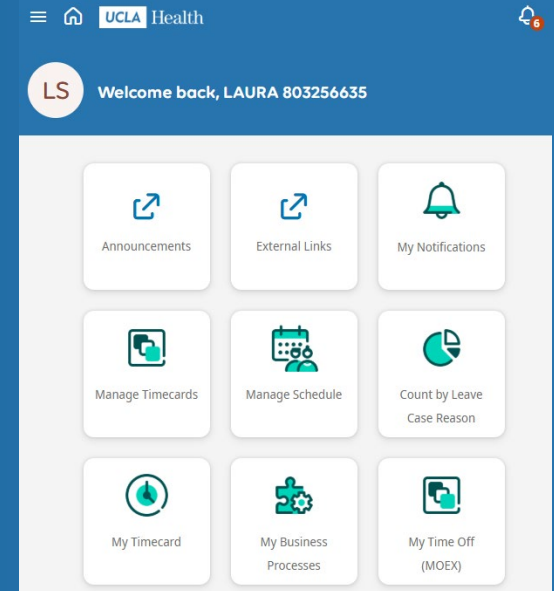 UCLA Health
6
LS
Welcome back, LAURA 803256635
Announcements
External Links
My Notifications
Manage Timecards
Manage Schedule
Count by Leave
Case Reason
My Timecard
My Business
Processes
My Time Off
(MOEX)